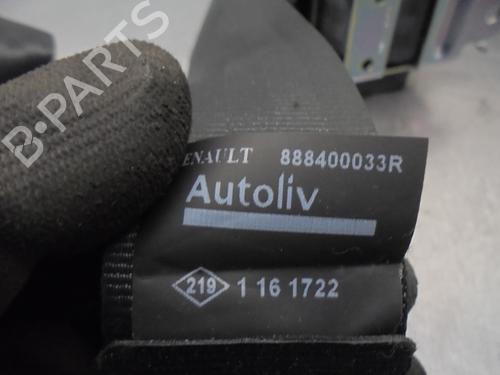 B-PARTS
ENAULT 888400033R
Autoliv
219 1 16 1722